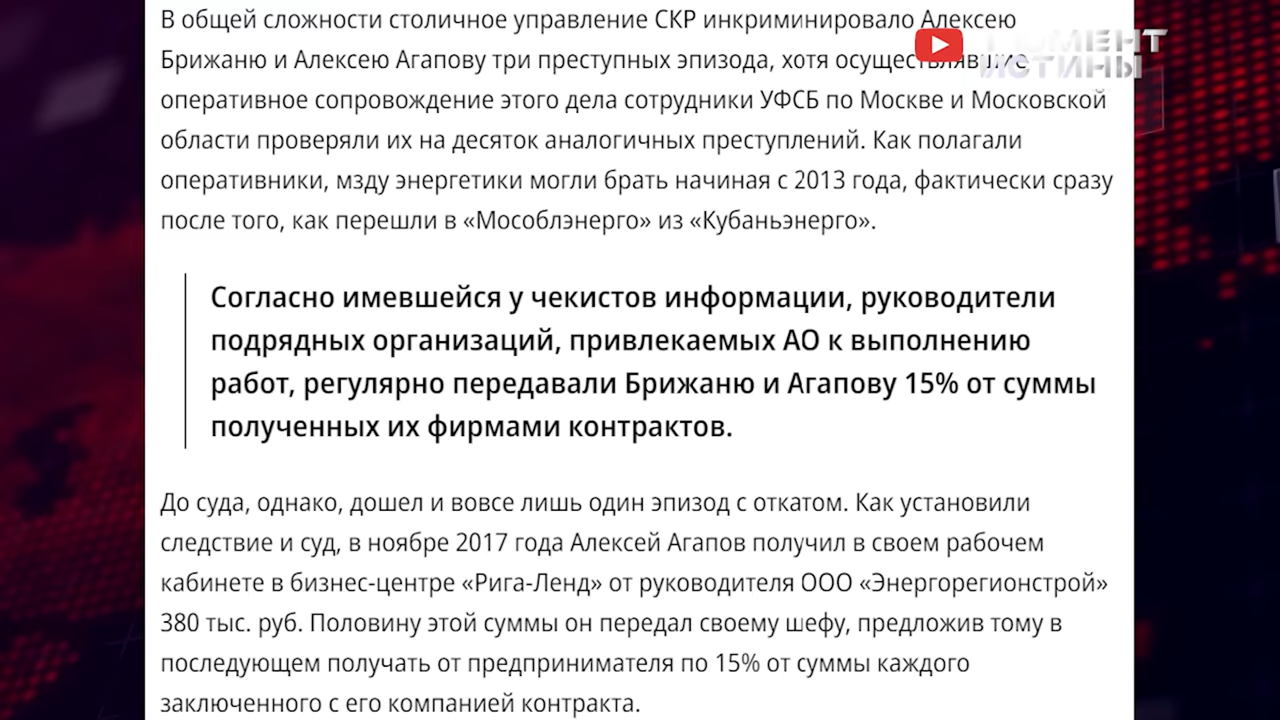 В общей сложности столичное управление СКР инкриминировало Алексею
Брижаню и Алексею Агапову три преступных эпизода, хотя осуществлявшие
оперативное сопровождение этого дела сотрудники УФСБ по Москве и Московской
области проверяли их на десяток аналогичных преступлений. Как полагали
оперативники, мзду энергетики могли брать начиная с 2013 года, фактически сразу
после того, как перешли в «Мособлэнерго» из «Кубаньэнерго».
МОМЕНТ
ИСТИНЫ
Согласно имевшейся у чекистов информации, руководители
подрядных организаций, привлекаемых АО к выполнению
работ, регулярно передавали Брижаню и Агапову 15% от суммы
полученных их фирмами контрактов.
До суда, однако, дошел и вовсе лишь один эпизод с откатом. Как установили
следствие и суд, в ноябре 2017 года Алексей Агапов получил в своем рабочем
кабинете в бизнес-центре «Рига-Ленд» от руководителя ООО «Энергорегионстрой»
380 тыс. руб. Половину этой суммы он передал своему шефу, предложив тому в
последующем получать от предпринимателя по 15% от суммы каждого
заключенного с его компанией контракта.